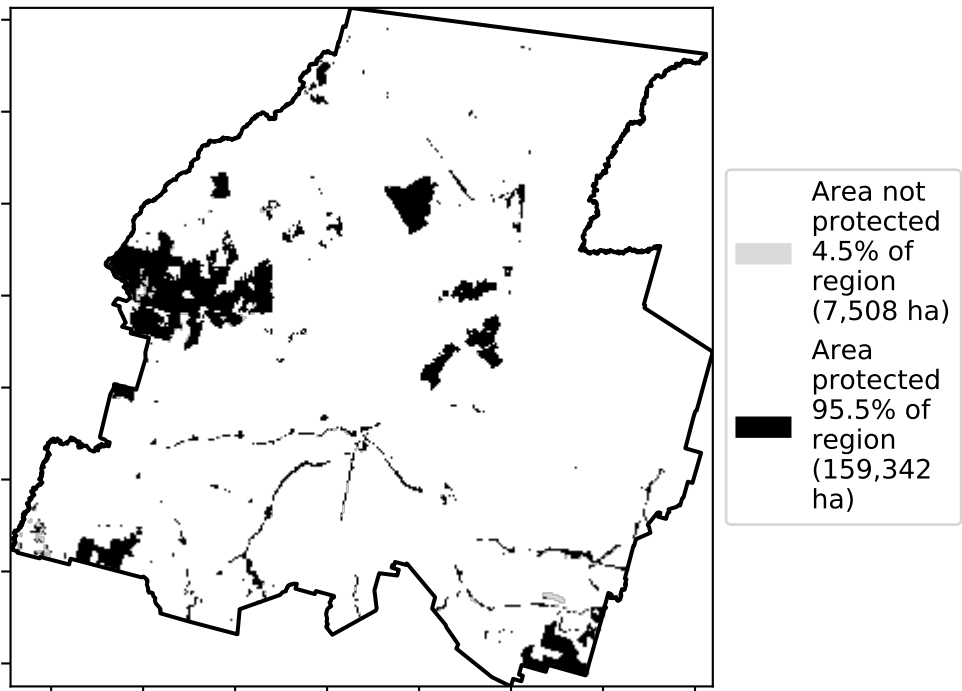 Area not
protected
4.5% of
region
(7,508 ha)
Area
protected
95.5% of
region
(159,342
ha)